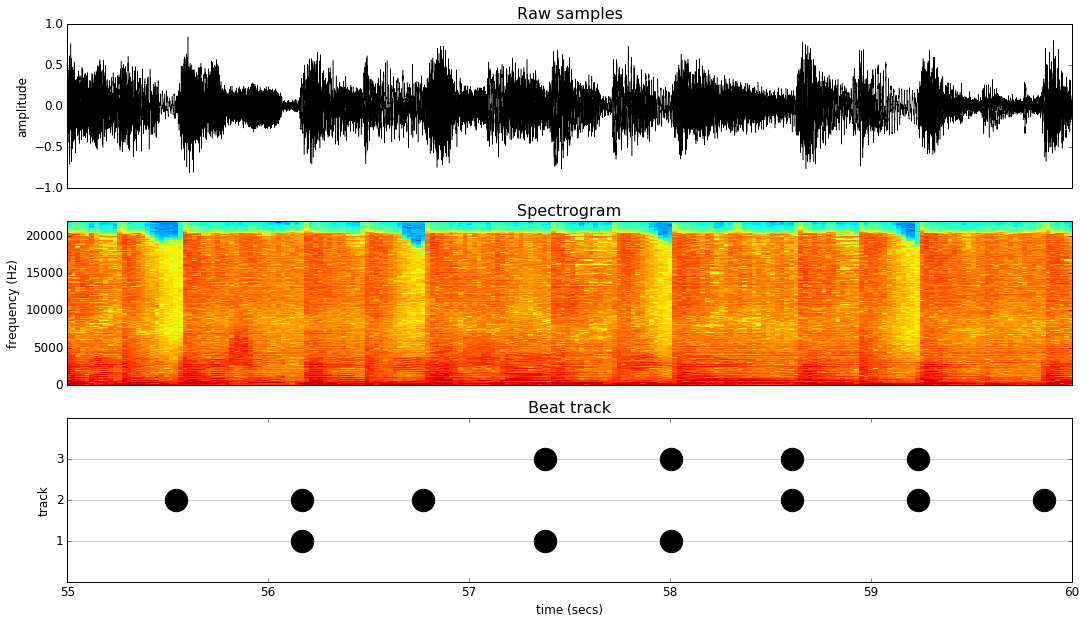 Raw samples
1.0
0.5
0.0
−0.5
−1.0
amplitude
Spectrogram
20000
15000
10000
5000
0
frequency (Hz)
Beat track
3
2
1
track
55 56 57 58 59 60
time (secs)